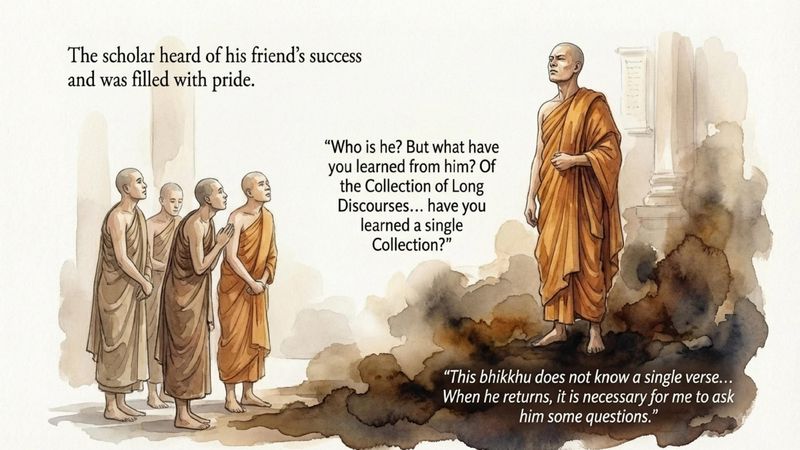 The scholar heard of his friend’s success
and was filled with pride.
“Who is he? But what have
you learned from him? Of
the Collection of Long
Discourses... have you
learned a single
Collection?”
“This bhikkhu does not know a single verse...
When he returns, it is necessary for me to ask
him some questions.”